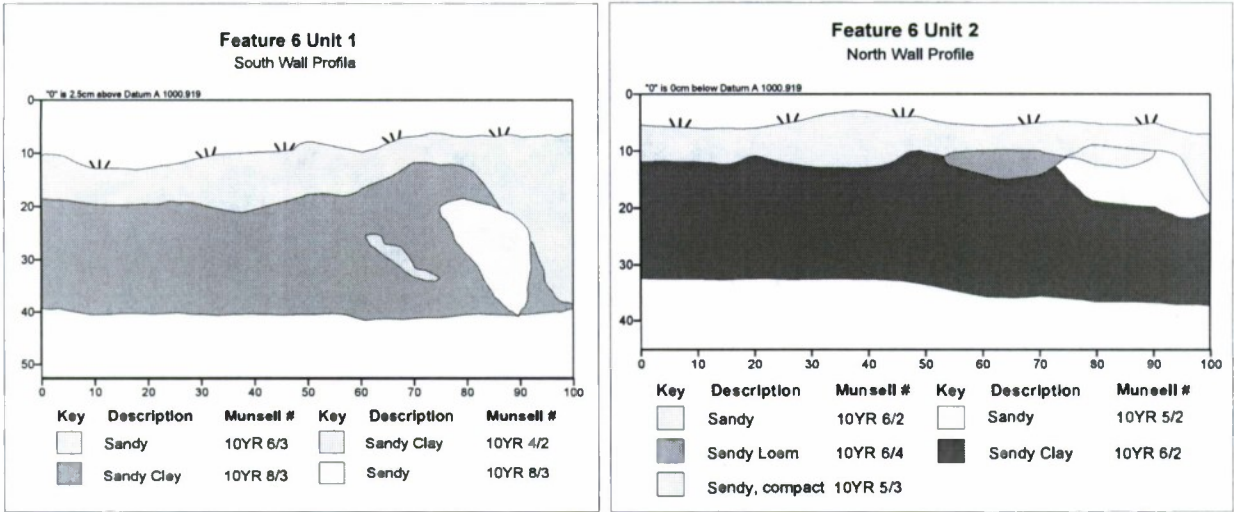 Feature 6 Unit 1
South Wall Profile
"0" is 2.5cm above Datum A 1000.919
0
10
20
30
40
50
0 10 20 30 40 50 60 70 80 90 100
Key Description Munsell # Key Description Munsell #
Sandy 10YR 6/3 Sandy Clay 10YR 4/2
Sandy Clay 10YR 8/3 Sandy 10YR 8/3
Feature 6 Unit 2
North Wall Profile
"0" is 0cm below Datum A 1000.919
0
10
20
30
40
0 10 20 30 40 50 60 70 80 90 100
Key Description Munsell # Key Description Munsell #
Sandy 10YR 6/2 Sandy 10YR 5/2
Sandy Loam 10YR 6/4 Sandy Clay 10YR 6/2
Sandy, compact 10YR 5/3